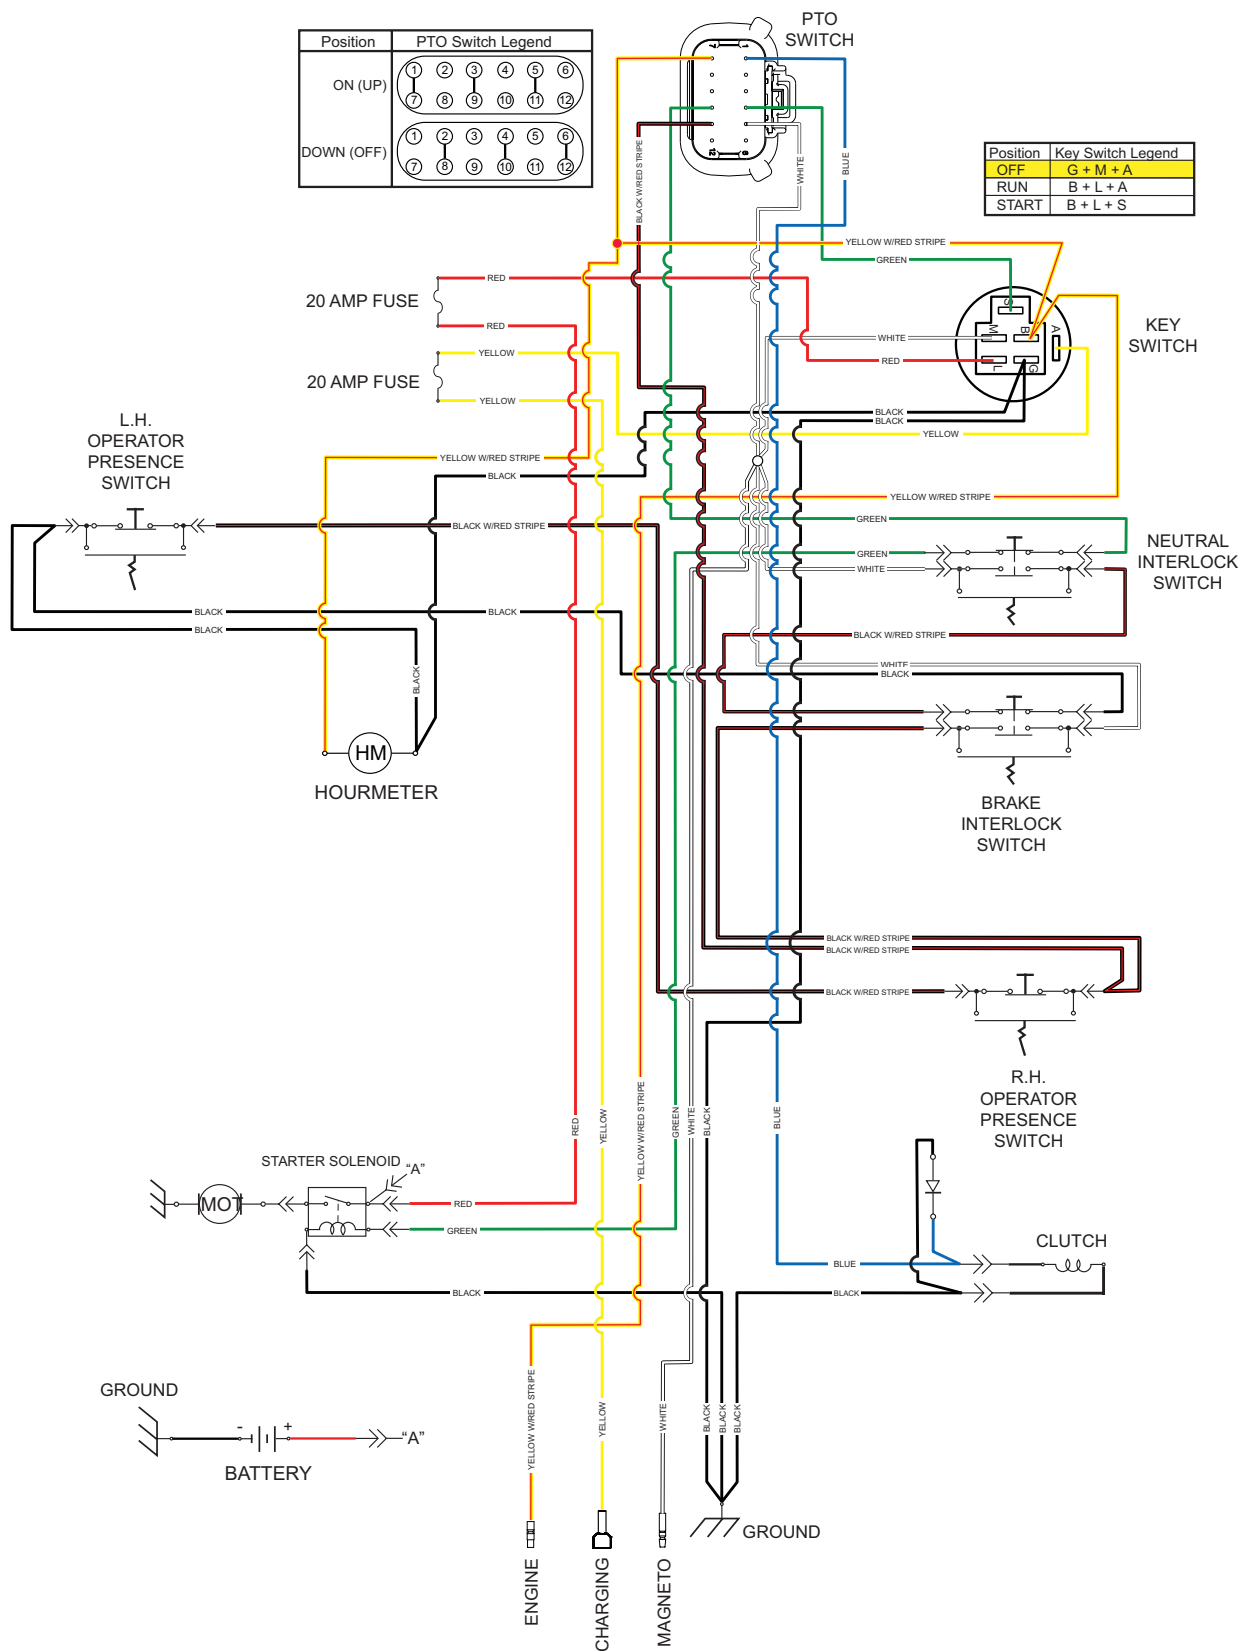 PTO
SWITCH
Position PTO Switch Legend
ON (UP)
1 2 3 4 5 6
7 8 9 10 11 12
DOWN (OFF)
1 2 3 4 5 6
7 8 9 10 11 12
7 1
12 6
BLACK W/RED STRIPE
WHITE
BLUE
Position Key Switch Legend
OFF G + M + A
RUN B + L + A
START B + L + S
YELLOW W/RED STRIPE
GREEN
RED
20 AMP FUSE
RED
S
M B A
L G
KEY
SWITCH
WHITE
YELLOW
RED
20 AMP FUSE
YELLOW
BLACK
BLACK
YELLOW
L.H.
OPERATOR
PRESENCE
SWITCH
YELLOW W/RED STRIPE
BLACK
YELLOW W/RED STRIPE
BLACK W/RED STRIPE
GREEN
NEUTRAL
INTERLOCK
SWITCH
GREEN
WHITE
BLACK
BLACK
BLACK
BLACK W/RED STRIPE
BLACK
WHITE
BLACK
HM
HOURMETER
BRAKE
INTERLOCK
SWITCH
BLACK W/RED STRIPE
BLACK W/RED STRIPE
BLACK W/RED STRIPE
R.H.
OPERATOR
PRESENCE
SWITCH
RED
YELLOW
YELLOW W/RED STRIPE
GREEN
WHITE
BLACK
BLUE
STARTER SOLENOID
"A"
MOT
RED
GREEN
CLUTCH
BLUE
BLACK
BLACK
GROUND
- +
"A"
BATTERY
YELLOW W/RED STRIPE
YELLOW
WHITE
BLACK
BLACK
BLACK
GROUND
ENGINE
CHARGING
MAGNETO